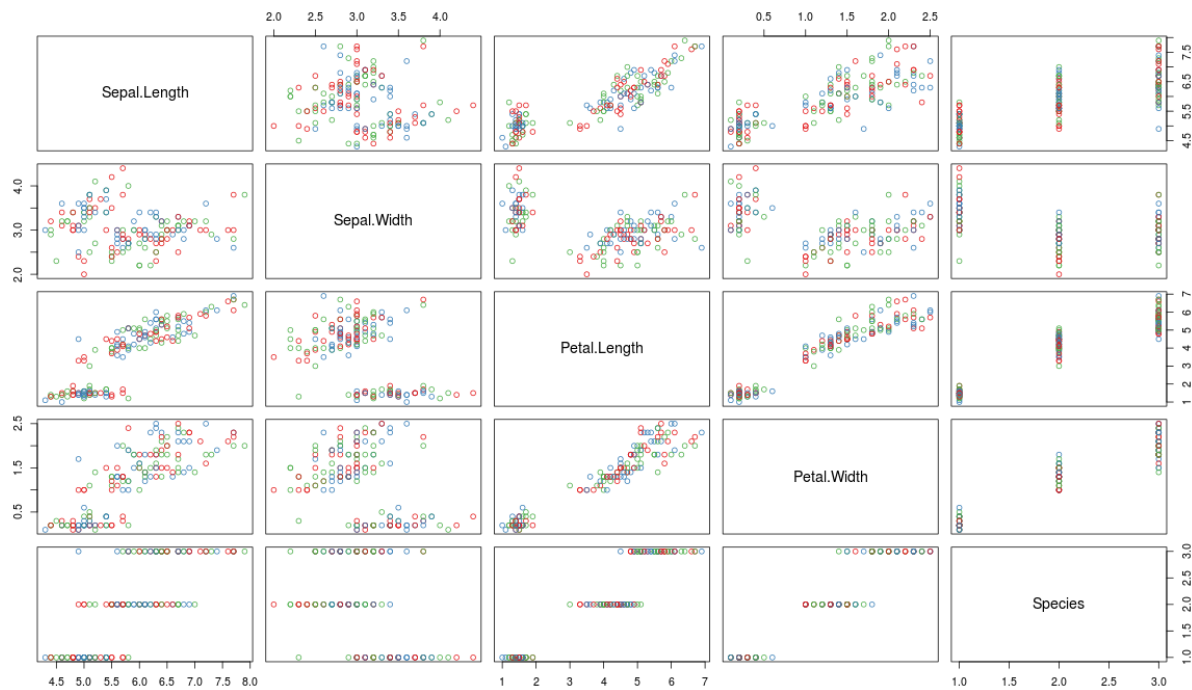 2.0 2.5 3.0 3.5 4.0
0.5 1.0 1.5 2.0 2.5
Sepal.Length
4.5 5.5 6.5 7.5
2.0 3.0 4.0
Sepal.Width
Petal.Length
1 2 3 4 5 6 7
0.5 1.5 2.5
Petal.Width
Species
1.0 1.5 2.0 2.5 3.0
4.5 5.0 5.5 6.0 6.5 7.0 7.5 8.0
1 2 3 4 5 6 7
1.0 1.5 2.0 2.5 3.0